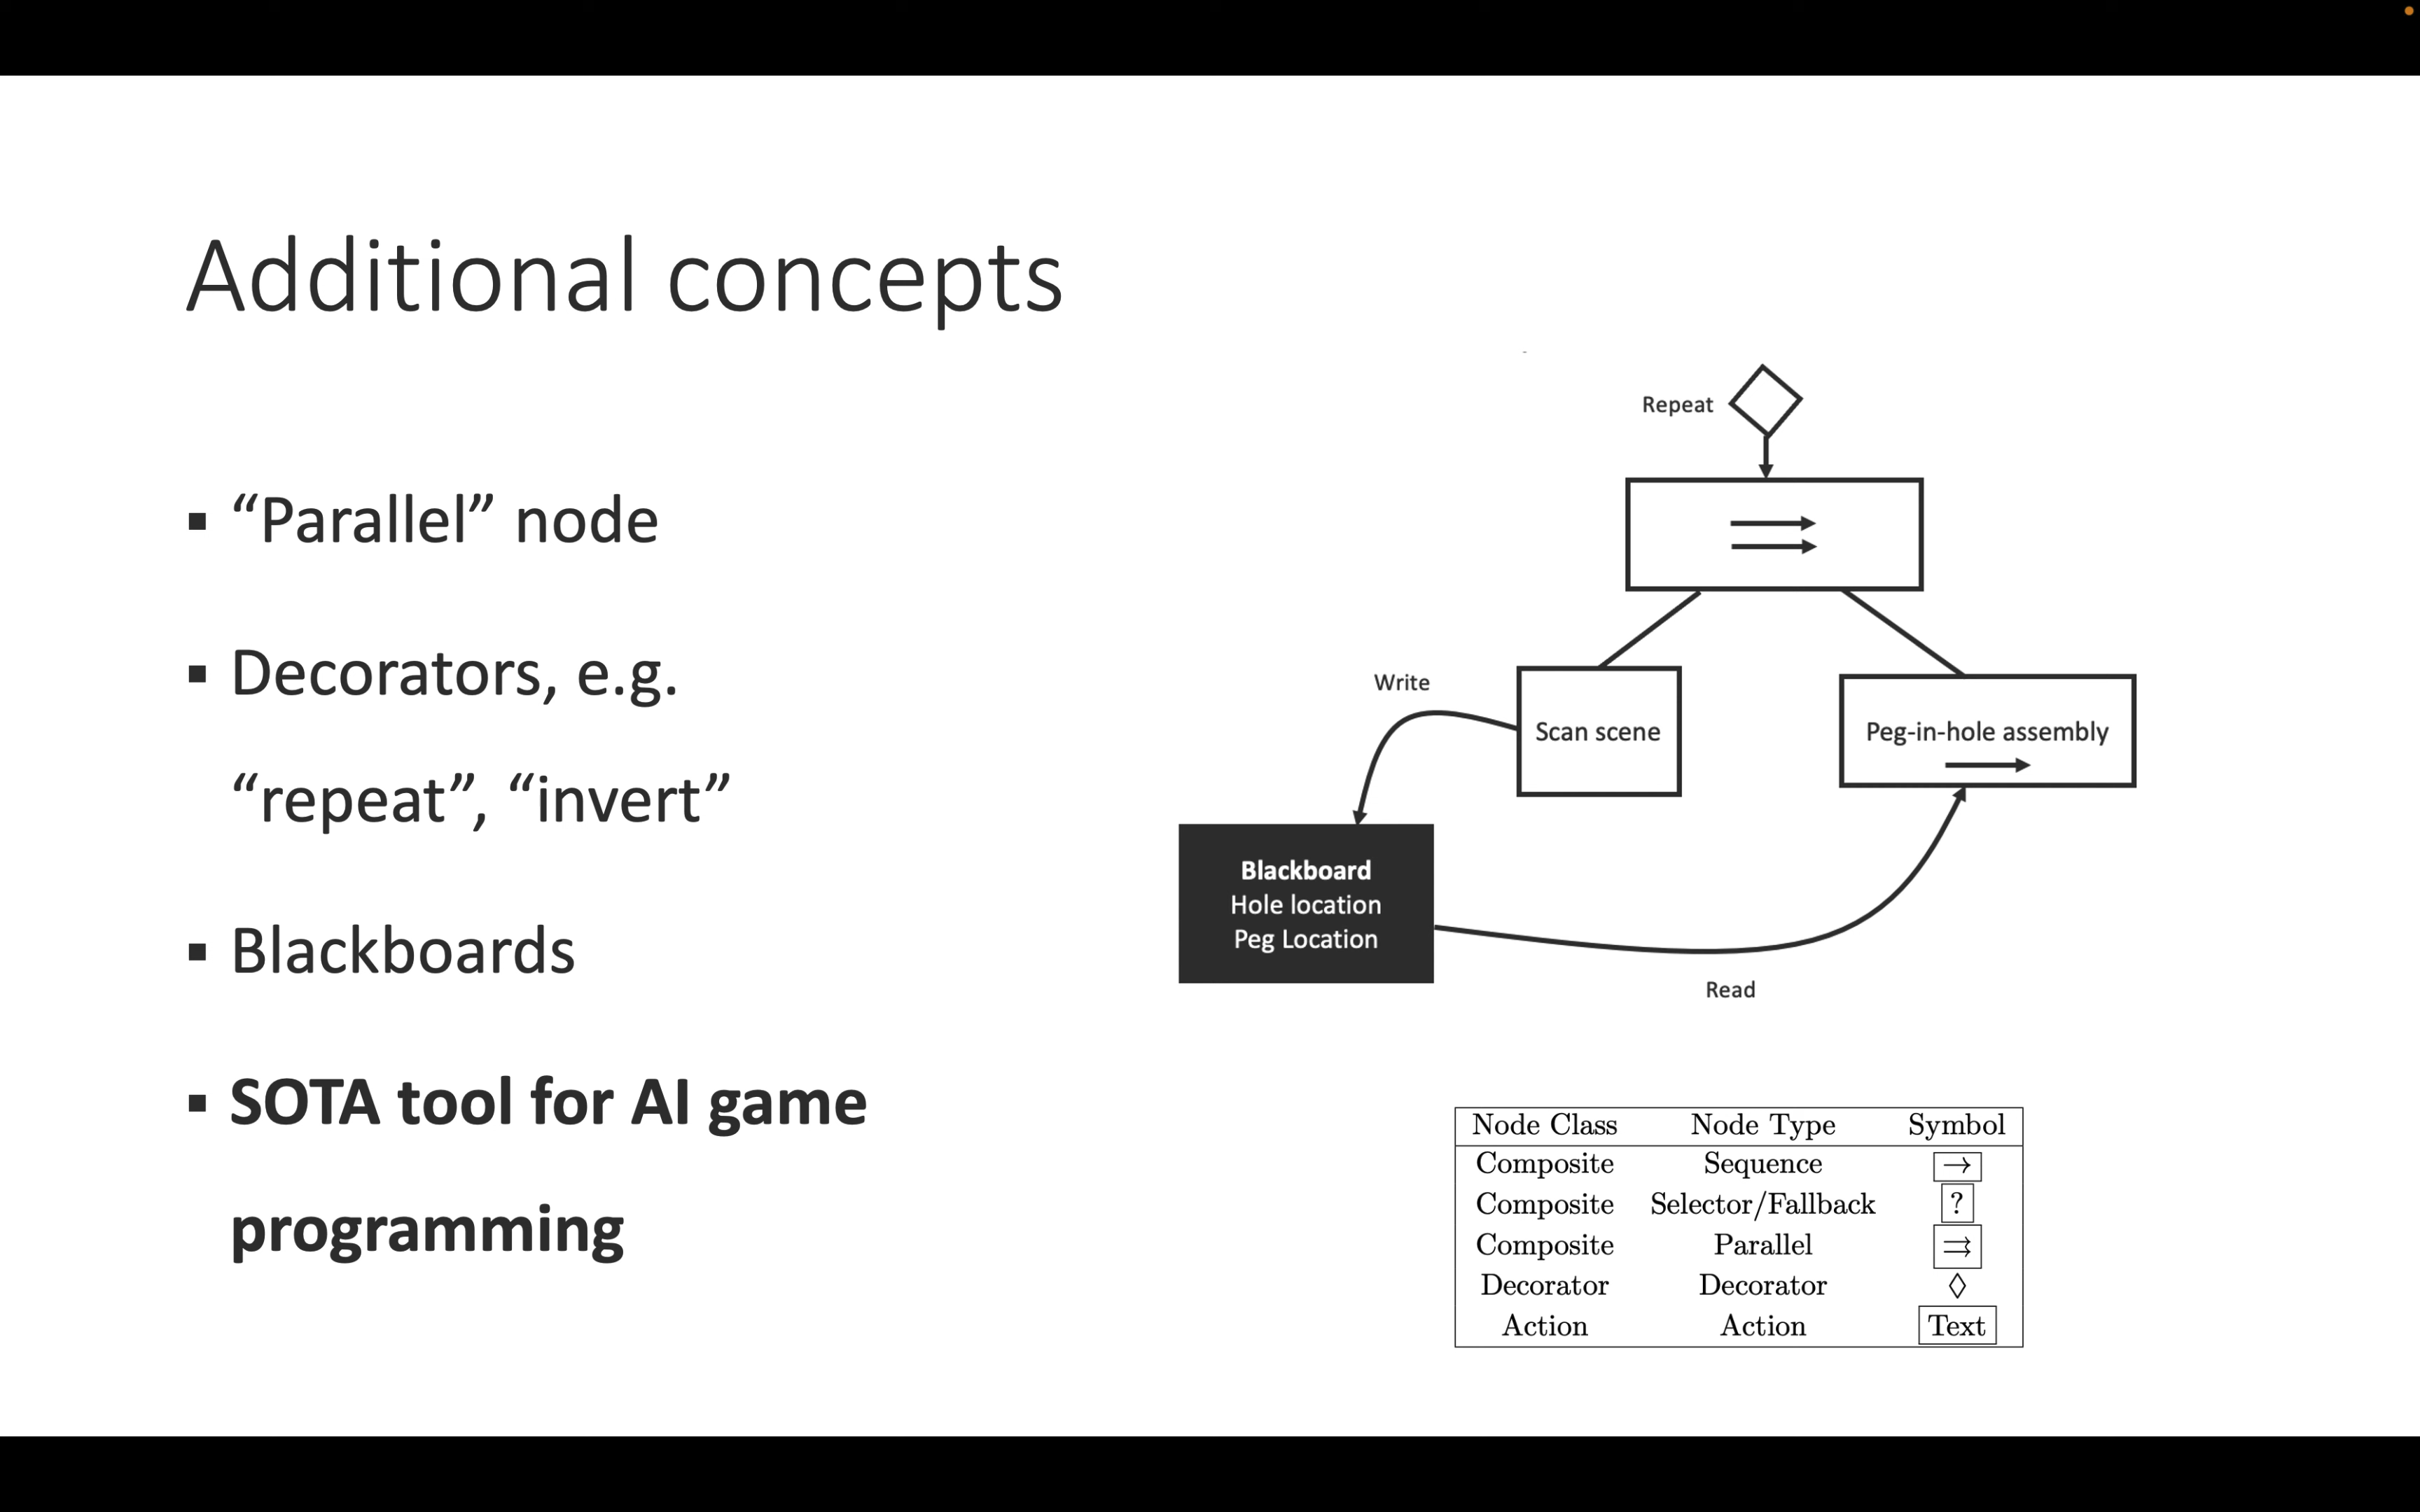 Additional concepts
▪ “Parallel” node
▪ Decorators, e.g.
“repeat”, “invert”
▪ Blackboards
▪ SOTA tool for AI game
programming
Repeat
Write
Scan scene
Peg-in-hole assembly
Blackboard
Hole location
Peg Location
Read
Node Class Node Type Symbol
Composite Sequence →
Composite Selector/Fallback ?
Composite Parallel ⇉
Decorator Decorator ◊
Action Action Text